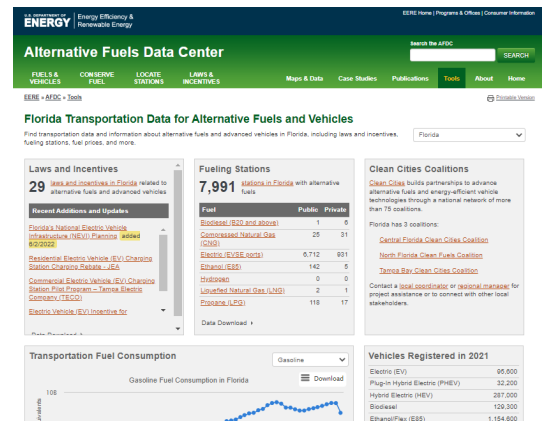 U.S. DEPARTMENT OF
ENERGY
Energy Efficiency &
Renewable Energy
EERE Home | Programs & Offices | Consumer Information
Alternative Fuels Data Center
Search the AFDC
SEARCH
FUELS & VEHICLES
CONSERVE FUEL
LOCATE STATIONS
LAWS & INCENTIVES
Maps & Data
Case Studies
Publications
Tools
About
Home
EERE » AFDC » Tools
Printable Version
Florida Transportation Data for Alternative Fuels and Vehicles
Find transportation data and information about alternative fuels and advanced vehicles in Florida, including laws and incentives,
fueling stations, fuel prices, and more.
Florida
Laws and Incentives
29 laws and incentives in Florida related to
alternative fuels and advanced vehicles
Recent Additions and Updates
Florida's National Electric Vehicle
Infrastructure (NEVI) Planning added
8/2/2022
Residential Electric Vehicle (EV) Charging
Station Charging Rebate - JEA
Commercial Electric Vehicle (EV) Charging
Station Pilot Program – Tampa Electric
Company (TECO)
Electric Vehicle (EV) Incentive for
Data Download
Fueling Stations
7,991 stations in Florida with alternative
fuels
Fuel Public Private
Biodiesel (B20 and above) 1 6
Compressed Natural Gas
(CNG) 25 31
Electric (EVSE ports) 6,712 931
Ethanol (E85) 142 5
Hydrogen 0 0
Liquefied Natural Gas (LNG) 2 1
Propane (LPG) 118 17
Data Download
Clean Cities Coalitions
Clean Cities builds partnerships to advance
alternative fuels and energy-efficient vehicle
technologies through a national network of more
than 75 coalitions.
Florida has 3 coalitions:
Central Florida Clean Cities Coalition
North Florida Clean Fuels Coalition
Tampa Bay Clean Cities Coalition
Contact a local coordinator or regional manager for
project assistance or to connect with other local
stakeholders.
Transportation Fuel Consumption
Gasoline
Gasoline Fuel Consumption in Florida
Download
10B
Vehicles Registered in 2021
Electric (EV) 95,600
Plug-In Hybrid Electric (PHEV) 32,200
Hybrid Electric (HEV) 287,000
Biodiesel 129,300
Ethanol/Flex (E85) 1,154,600